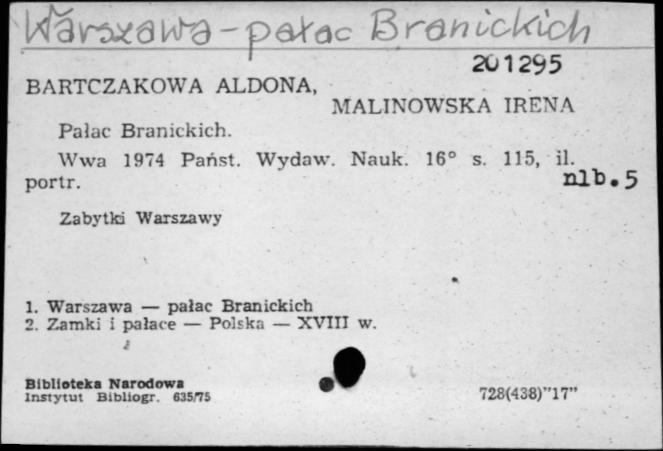 Warszawa - pałac Branickich
201295
BARTCZAKOWA ALDONA,
MALINOWSKA IRENA
Pałac Branickich.
Wwa 1974 Państ. Wydaw. Nauk. 16° s. 115, il.
portr. nlb. 5
Zabytki Warszawy
1. Warszawa — pałac Branickich
2. Zamki i pałace — Polska — XVIII w.
Biblioteka Narodowa
Instytut Bibliogr. 635/75
728(438)"17"